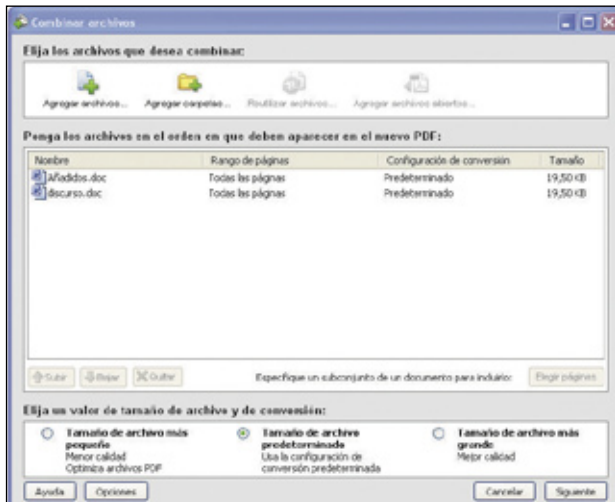 Combinar archivos
Elija los archivos que desea combinar:
Agregar archivos... Agregar carpetas... Reutilizar archivos... Agregar archivos abiertos...
Ponga los archivos en el orden en que deben aparecer en el nuevo PDF:
Nombre Rango de páginas Configuración de conversión Tamaño
Añadidos.doc Todas las páginas Predeterminado 19,50 KB
discurso.doc Todas las páginas Predeterminado 19,50 KB
Subir Bajar Quitar Especifique un subconjunto de un documento para incluirlo: Elegir páginas
Elija un valor de tamaño de archivo y de conversión:
Tamaño de archivo más pequeño
Menor calidad
Optimiza archivos PDF
Tamaño de archivo predeterminado
Usa la configuración de
conversión predeterminada
Tamaño de archivo más grande
Mejor calidad
Ayuda Opciones Cancelar Siguiente